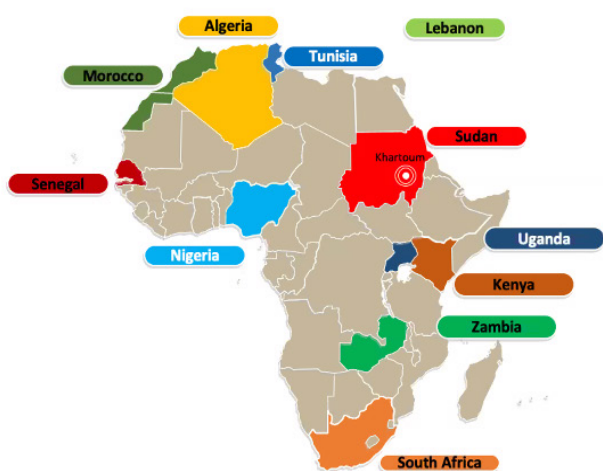 Algeria
Lebanon
Tunisia
Morocco
Sudan
Khartoum
Senegal
Uganda
Nigeria
Kenya
Zambia
South Africa